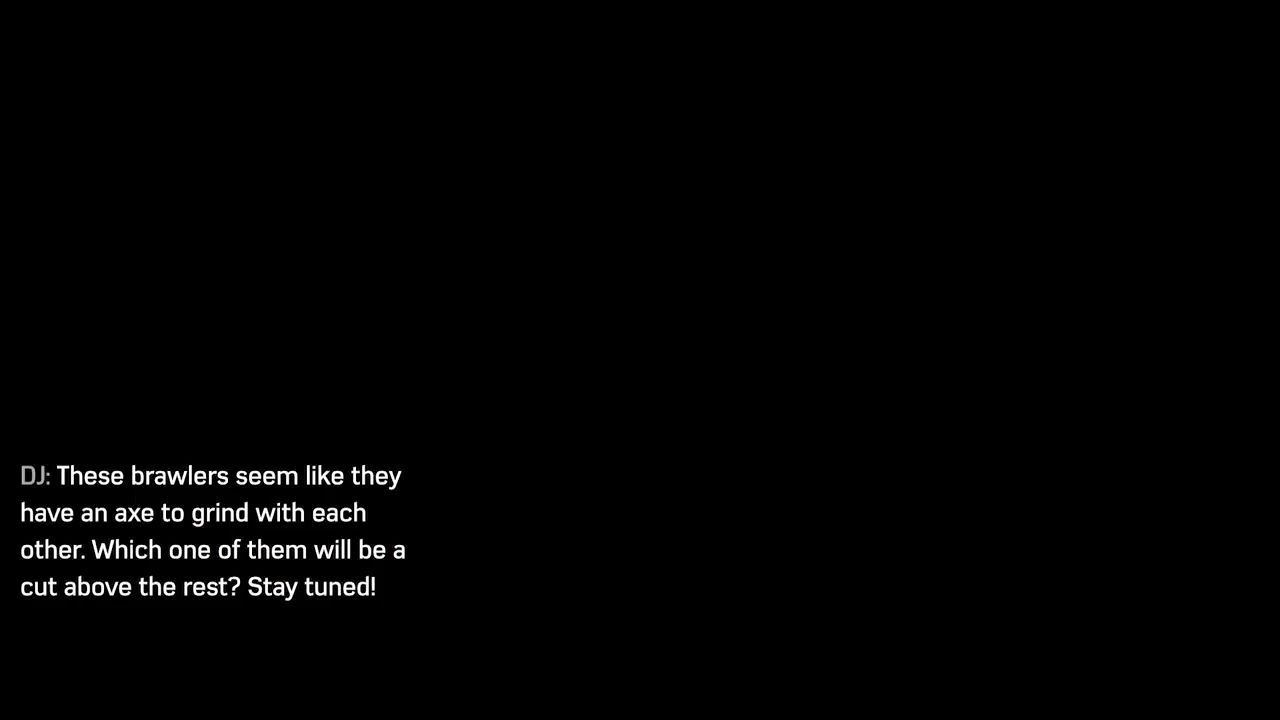 DJ: These brawlers seem like they
have an axe to grind with each
other. Which one of them will be a
cut above the rest? Stay tuned!